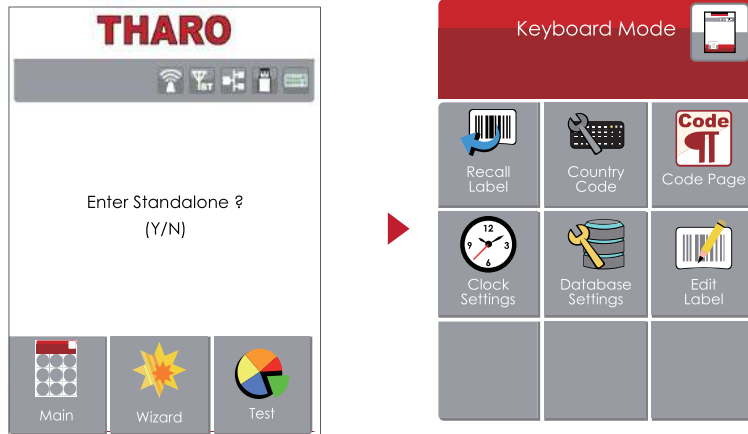 THARO
ST
Enter Standalone ?
(Y/N)
Main
Wizard
Test
Keyboard Mode
Recall
Label
Country
Code
Code
Code Page
12
9
3
6
Clock
Settings
Database
Settings
Edit
Label